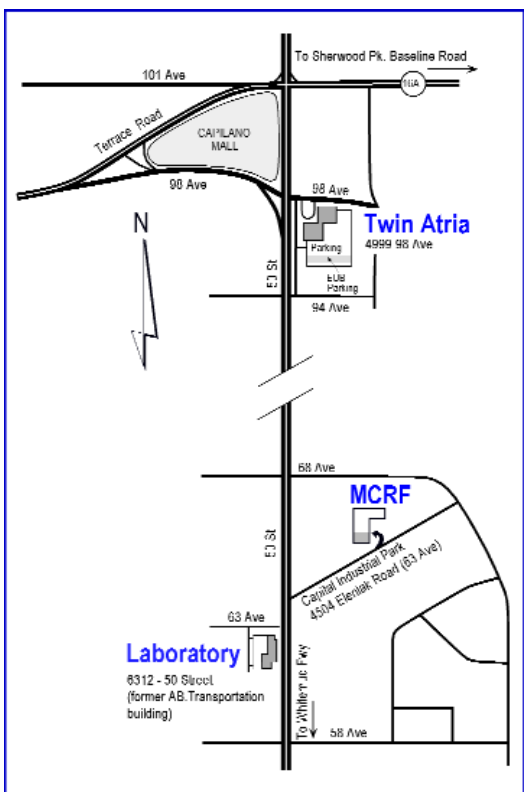 To Sherwood Pk. Baseline Road
101 Ave
16A
Terrace Road
CAPILANO
MALL
98 Ave
98 Ave
N
Twin Atria
4999 98 Ave
Parking
EUB
Parking
50 St
94 Ave
68 Ave
MCRF
50 St
Capital Industrial Park
4504 Eleniak Road (63 Ave)
63 Ave
Laboratory
6312 - 50 Street
(former AB.Transportation
building)
To Whitemud Fwy
58 Ave